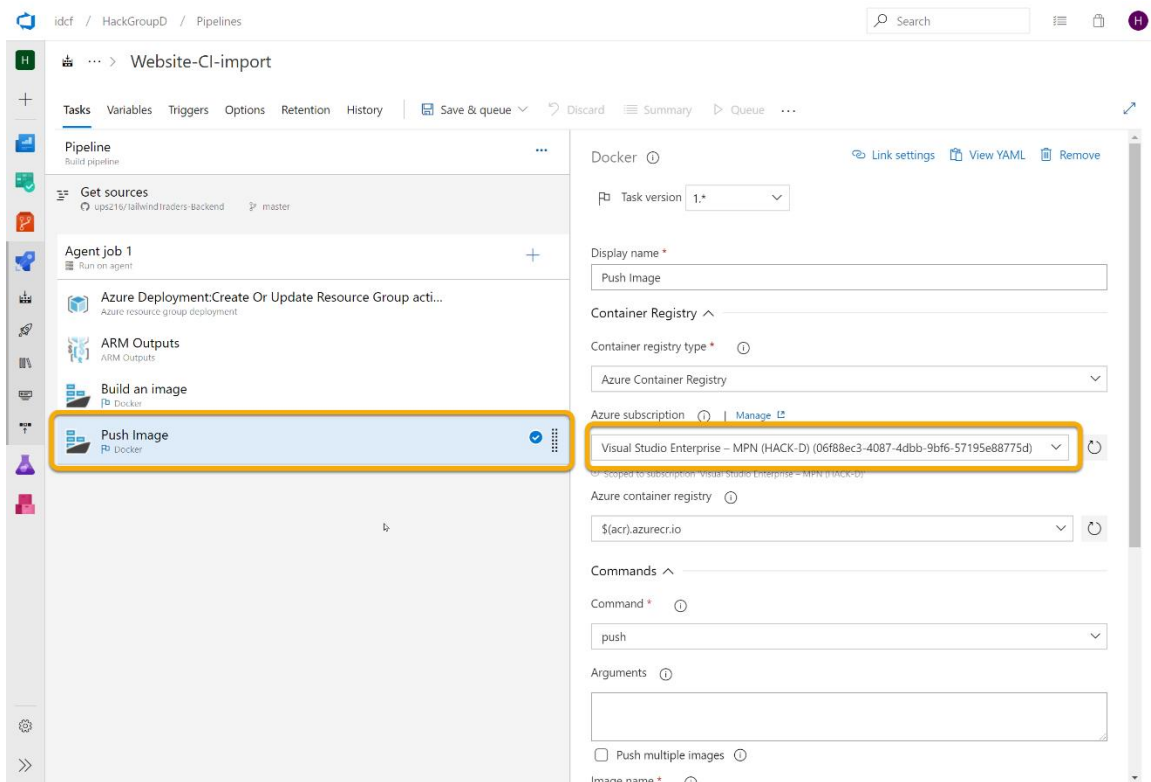 idcf / HackGroupD / Pipelines
Search
H
H
··· > Website-CI-import
Tasks Variables Triggers Options Retention History Save & queue Discard Summary Queue ···
Pipeline
Build pipeline
Get sources
ups216/TailwindTraders-Backend master
Agent job 1
Run on agent
Azure Deployment:Create Or Update Resource Group acti...
Azure resource group deployment
ARM Outputs
ARM Outputs
Build an image
Docker
Push Image
Docker
Docker
Link settings View YAML Remove
Task version 1.*
Display name *
Push Image
Container Registry
Container registry type *
Azure Container Registry
Azure subscription | Manage
Visual Studio Enterprise – MPN (HACK-D) (06f88ec3-4087-4dbb-9bf6-57195e88775d)
Scoped to subscription 'Visual Studio Enterprise – MPN (HACK-D)'
Azure container registry
$(acr).azurecr.io
Commands
Command *
push
Arguments
Push multiple images
Image name *